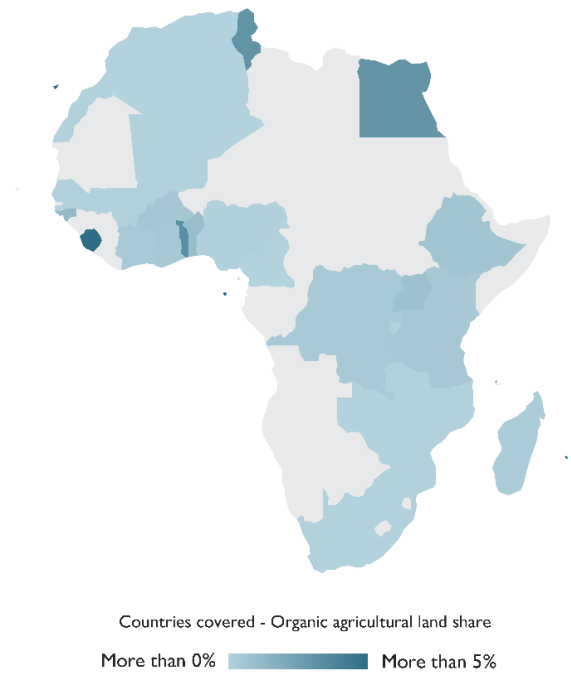 Countries covered - Organic agricultural land share
More than 0% More than 5%